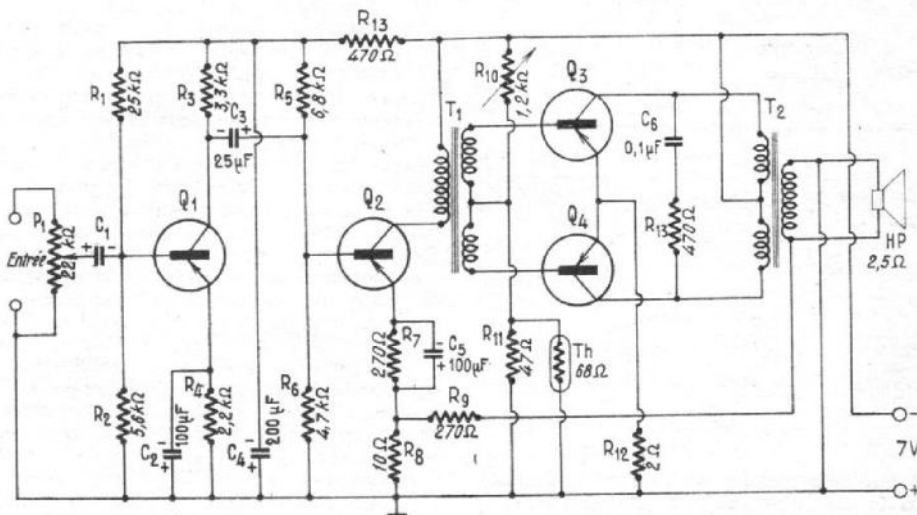 R13
470Ω
R1
25kΩ
R3
3,3kΩ
C3
- +
25µF
R5
6,8kΩ
R10
1,2kΩ
Q3
T1
C6
0,1µF
T2
Q1
Q2
Q4
P1
22 kΩ
Entrée
C1
+ -
R13
470Ω
HP
2,5Ω
R7
270Ω
-
C5
+ 100µF
R11
47Ω
Th
68Ω
R2
5,6kΩ
C2
-
+
100µF
R4
2,2kΩ
C4
-
+
200µF
R6
4,7kΩ
R9
270Ω
R8
10Ω
R12
2Ω
-
7V
+